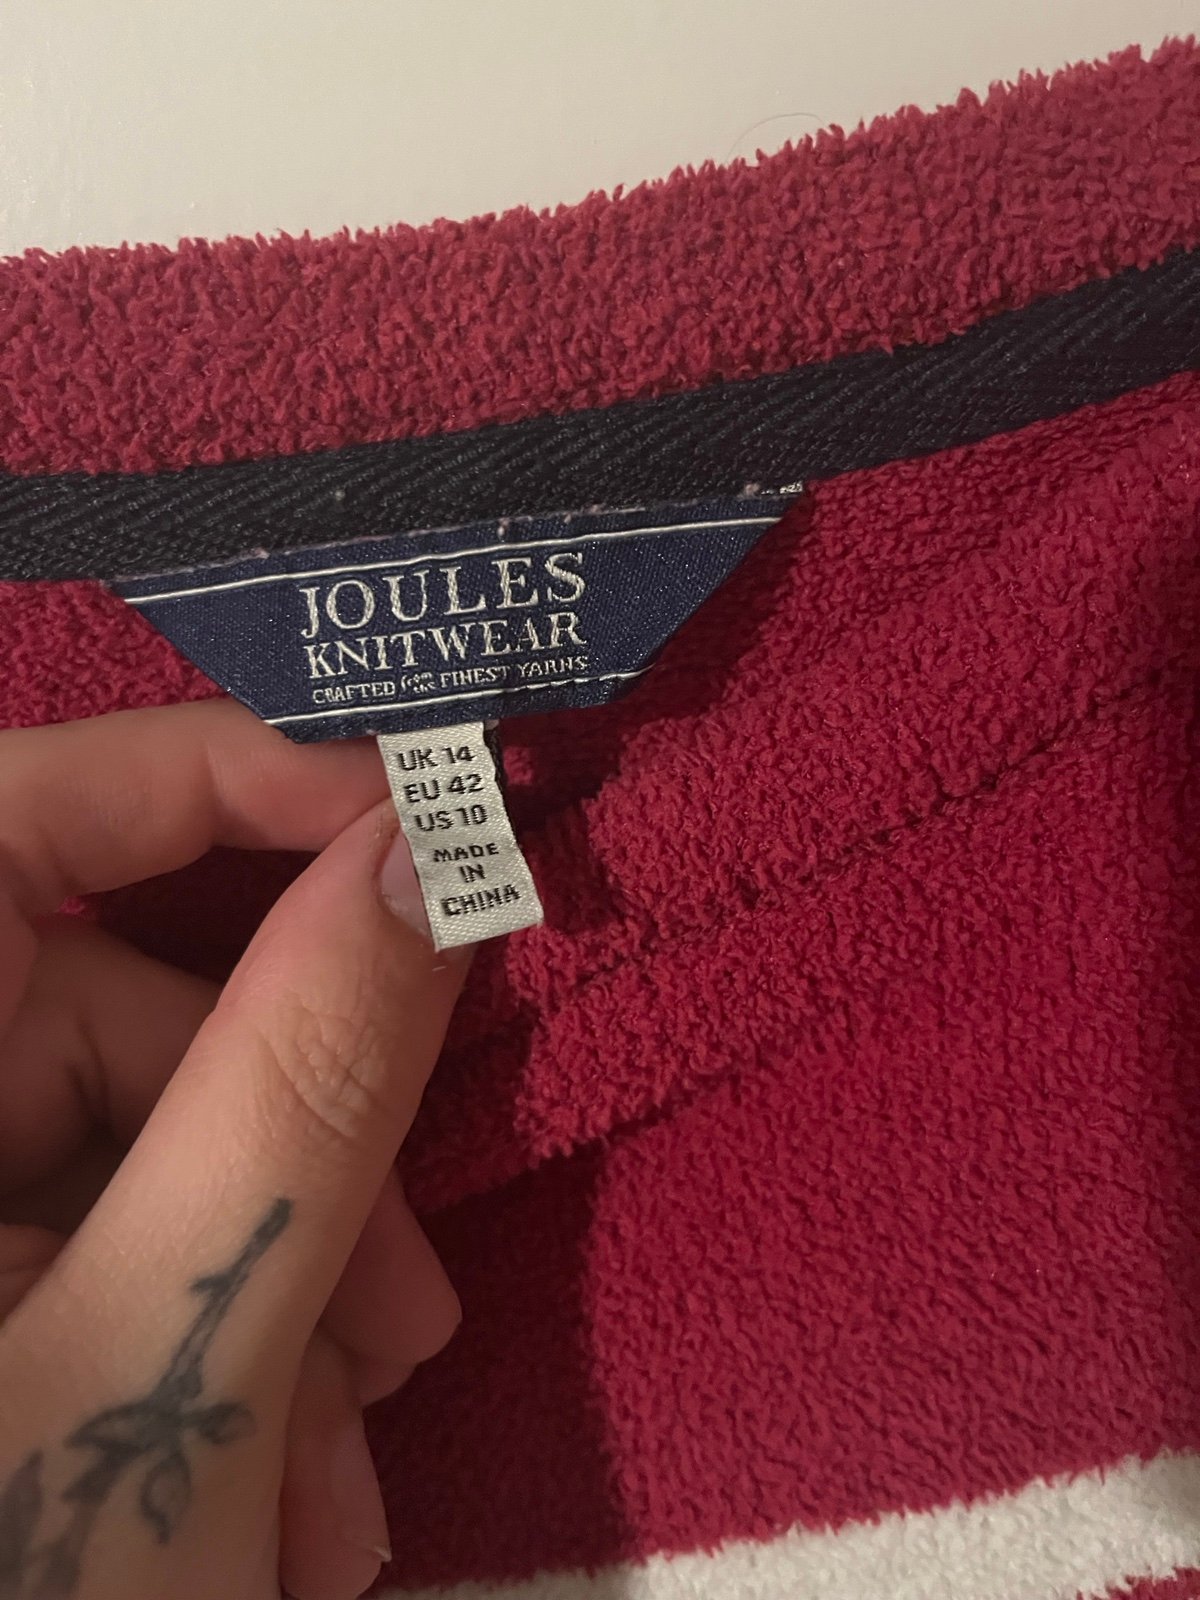 JOULES
KNITWEAR
CRAFTED from the FINEST YARNS
UK 14
EU 42
US 10
MADE
IN
CHINA